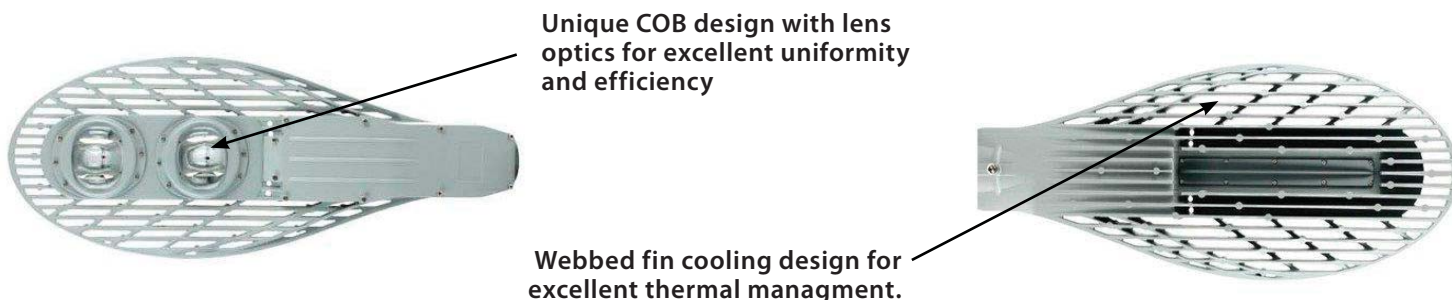 Unique COB design with lens
optics for excellent uniformity
and efficiency
Webbed fin cooling design for
excellent thermal managment.